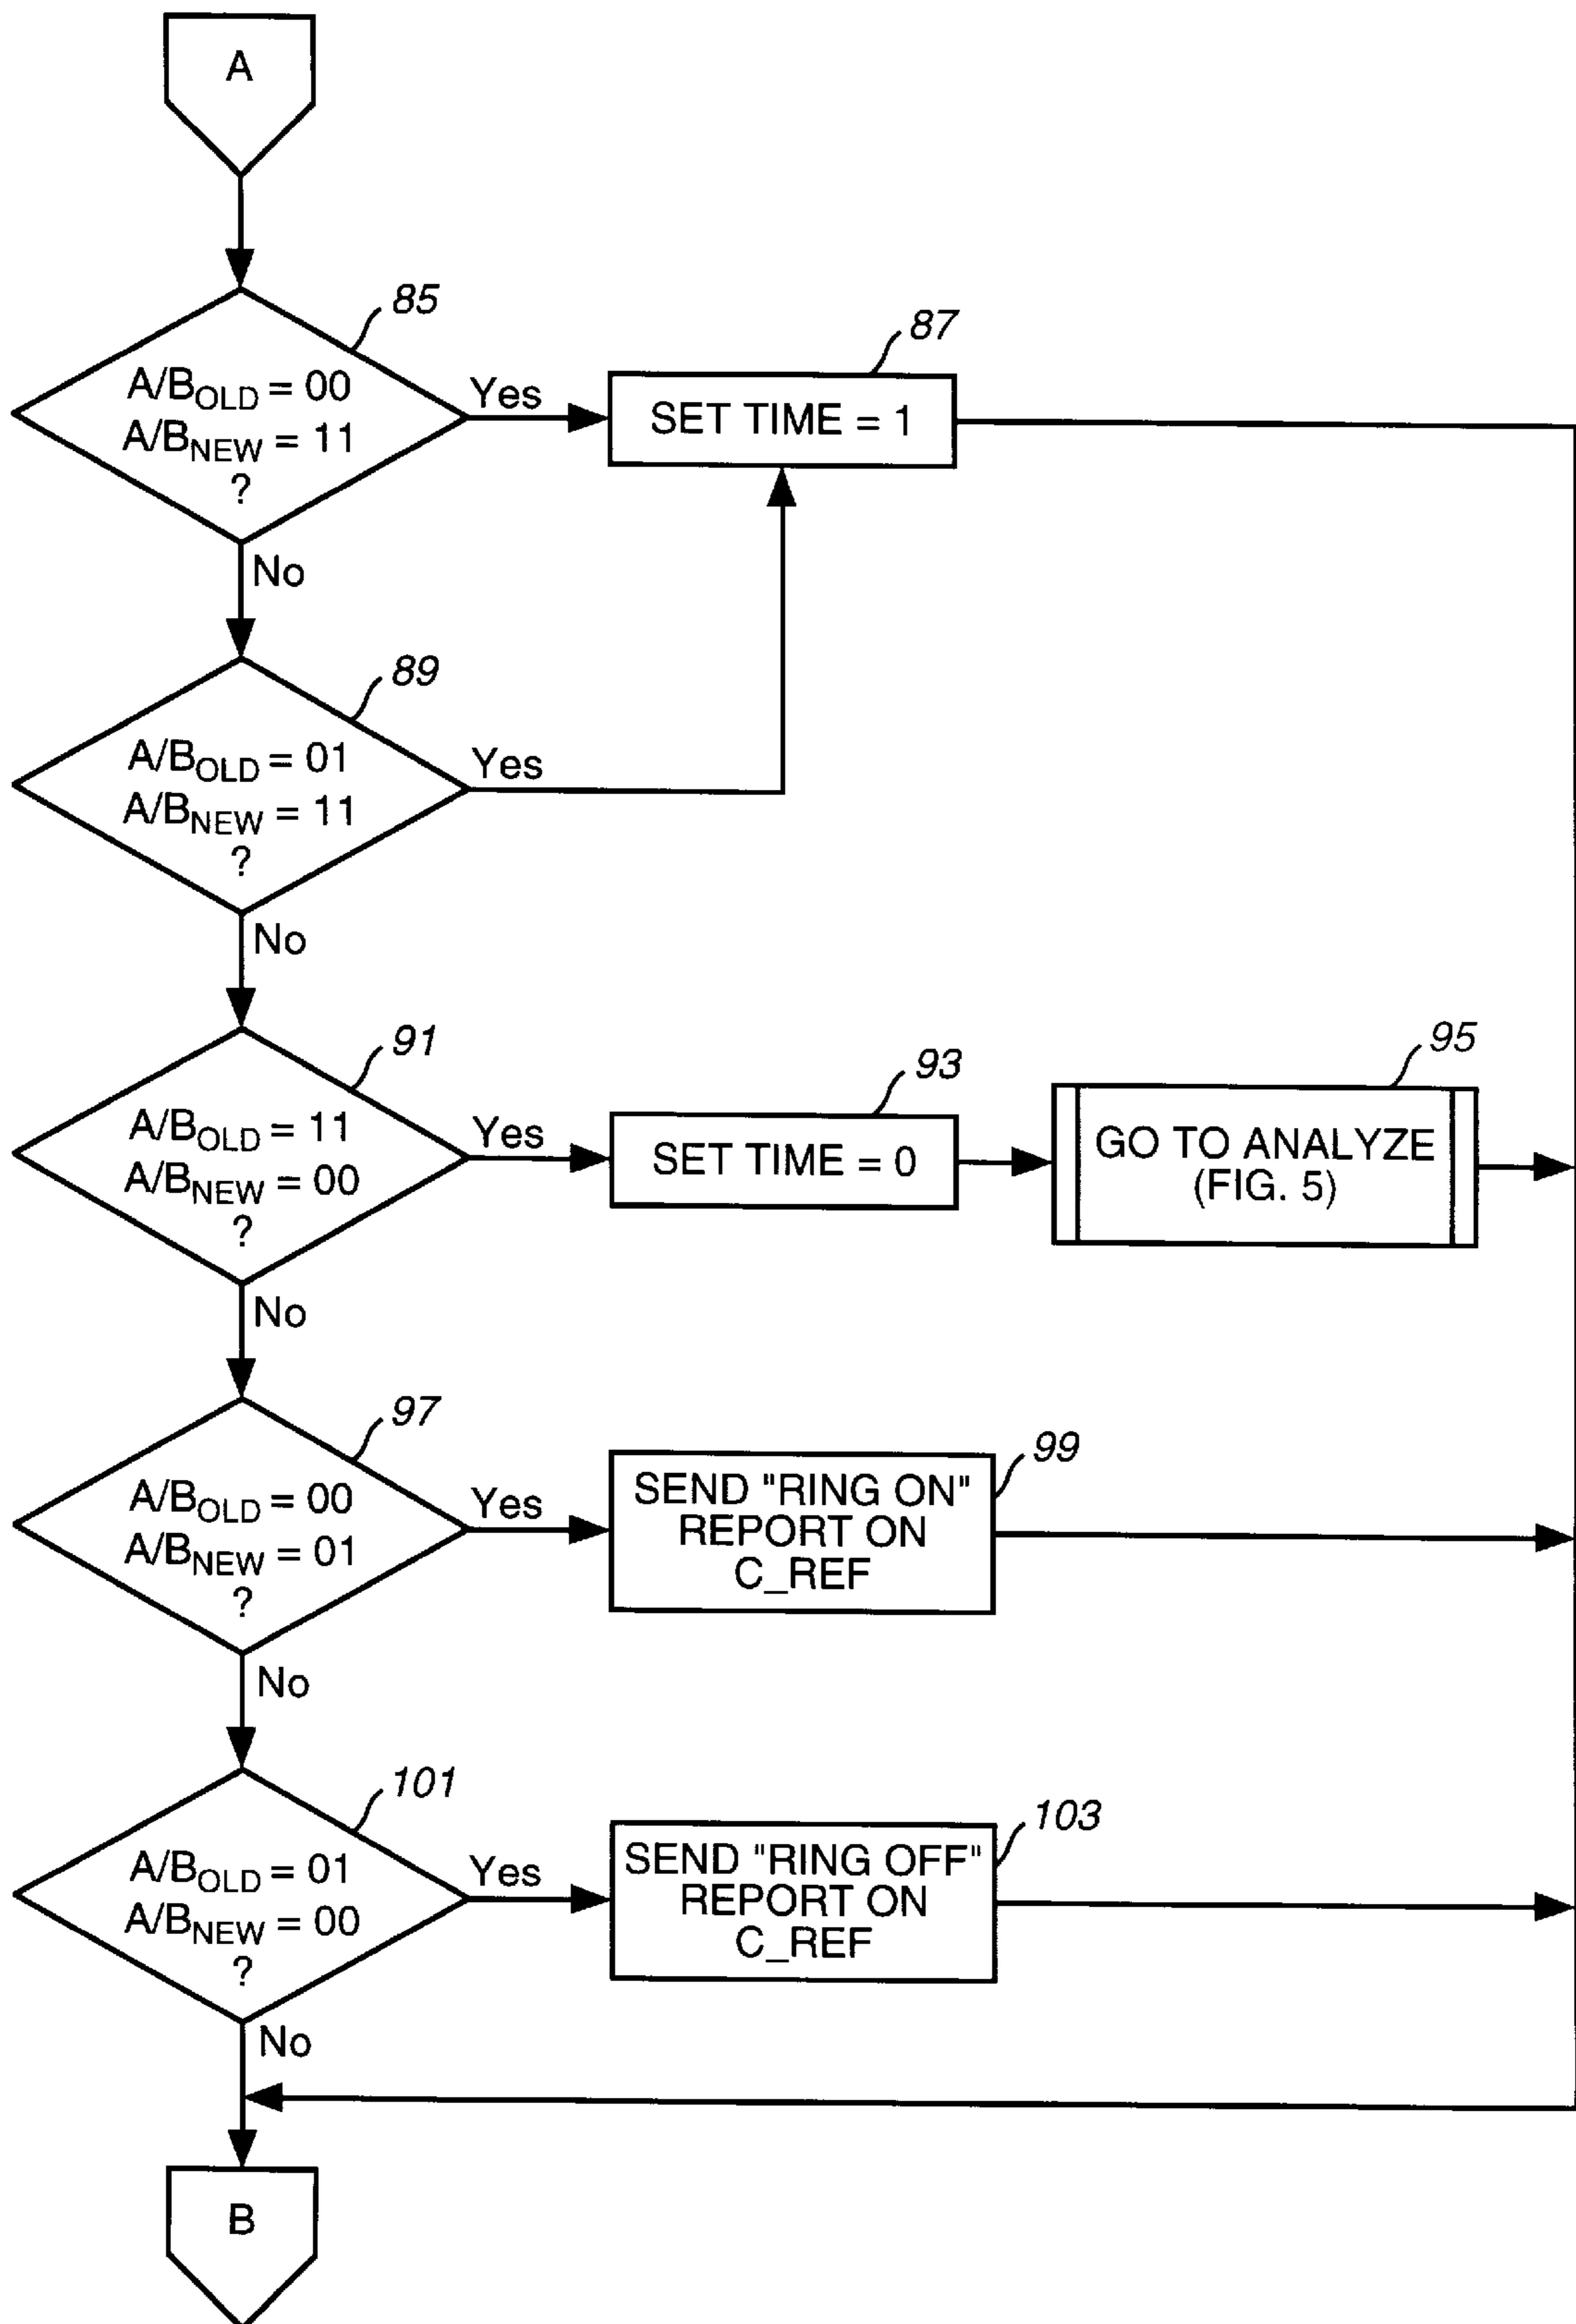 A
85
A/BOLD = 00
A/BNEW = 11
?
Yes
87
SET TIME = 1
No
89
A/BOLD = 01
A/BNEW = 11
?
Yes
No
91
A/BOLD = 11
A/BNEW = 00
?
Yes
93
SET TIME = 0
95
GO TO ANALYZE
(FIG. 5)
No
97
A/BOLD = 00
A/BNEW = 01
?
Yes
99
SEND "RING ON"
REPORT ON
C_REF
No
101
A/BOLD = 01
A/BNEW = 00
?
Yes
103
SEND "RING OFF"
REPORT ON
C_REF
No
B